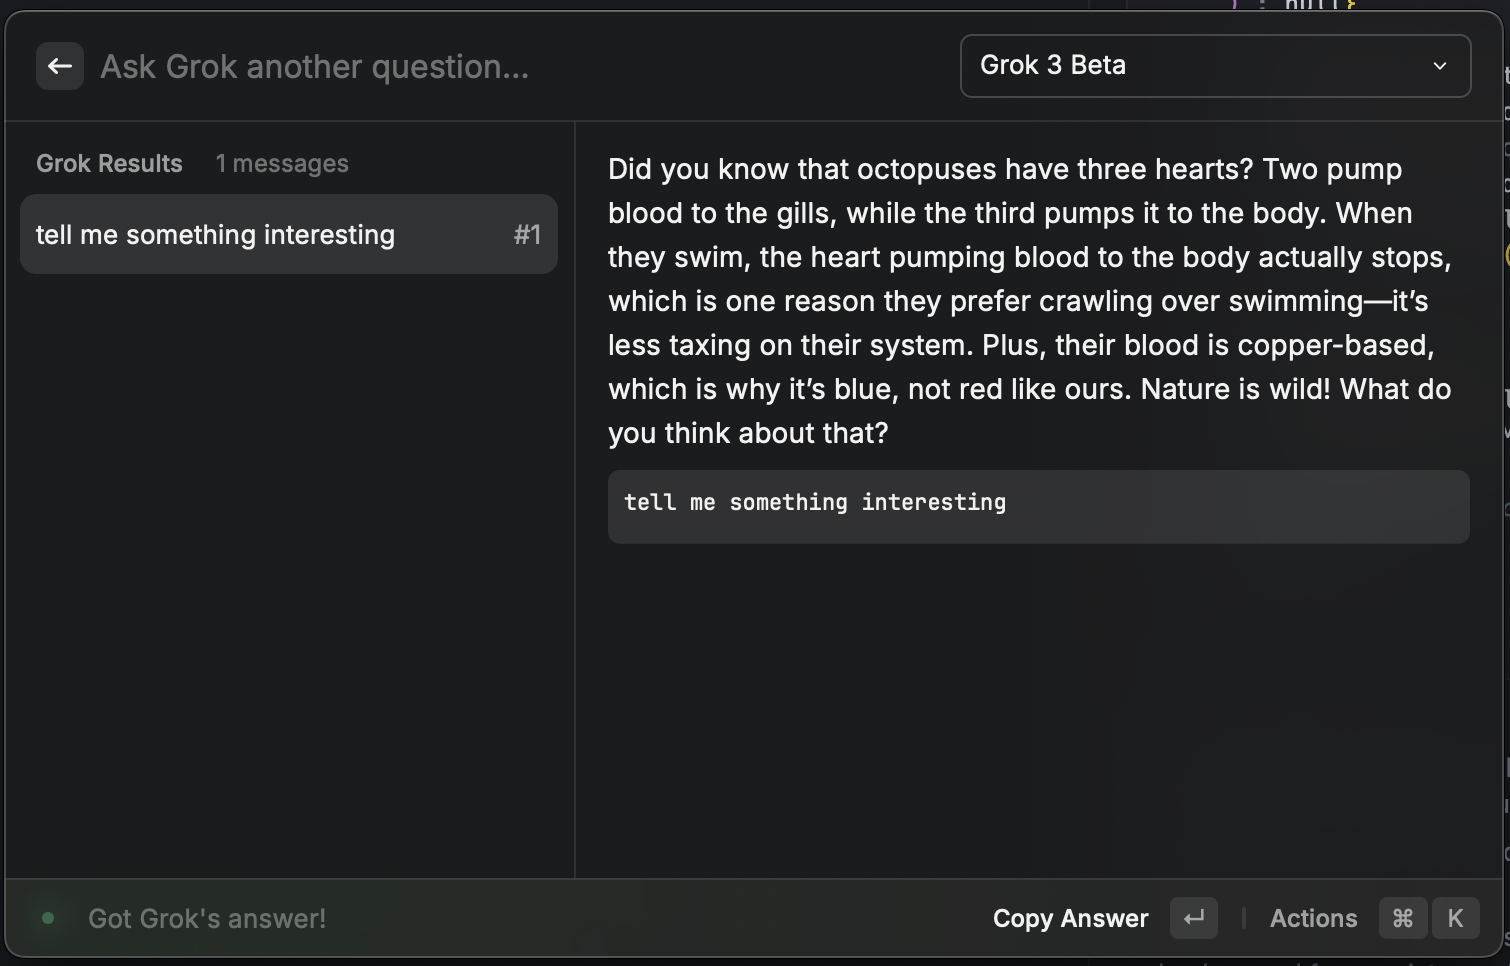 null}
Ask Grok another question...
Grok 3 Beta
Grok Results 1 messages
tell me something interesting #1
Did you know that octopuses have three hearts? Two pump
blood to the gills, while the third pumps it to the body. When
they swim, the heart pumping blood to the body actually stops,
which is one reason they prefer crawling over swimming—it’s
less taxing on their system. Plus, their blood is copper-based,
which is why it’s blue, not red like ours. Nature is wild! What do
you think about that?
tell me something interesting
Got Grok's answer!
Copy Answer ↵ | Actions ⌘ K